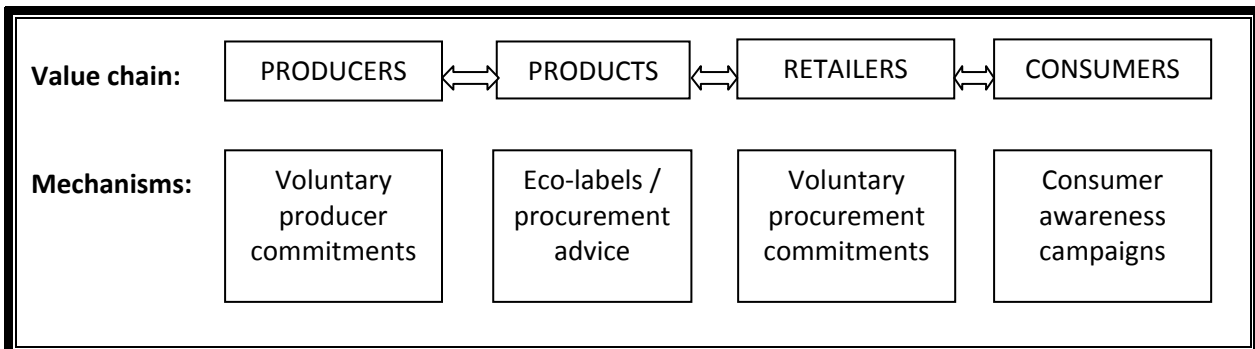 Value chain:
PRODUCERS
PRODUCTS
RETAILERS
CONSUMERS
Mechanisms:
Voluntary
producer
commitments
Eco-labels /
procurement
advice
Voluntary
procurement
commitments
Consumer
awareness
campaigns